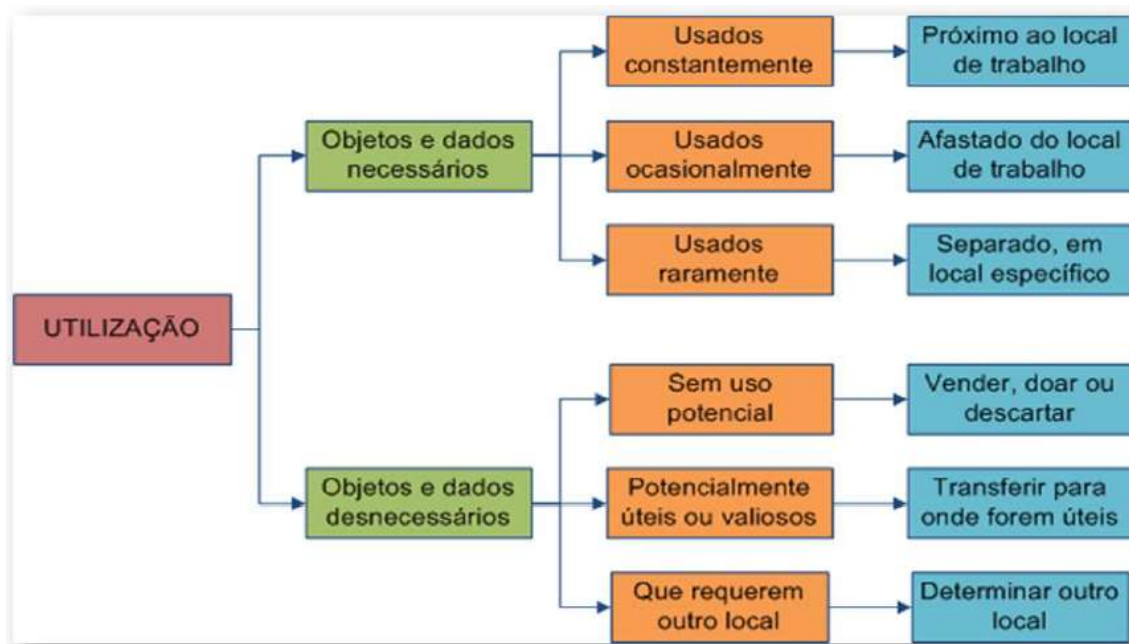 UTILIZAÇÃO
Objetos e dados
necessários
Usados
constantemente
Próximo ao local
de trabalho
Usados
ocasionalmente
Afastado do local
de trabalho
Usados
raramente
Separado, em
local específico
Objetos e dados
desnecessários
Sem uso
potencial
Vender, doar ou
descartar
Potencialmente
úteis ou valiosos
Transferir para
onde forem úteis
Que requerem
outro local
Determinar outro
local